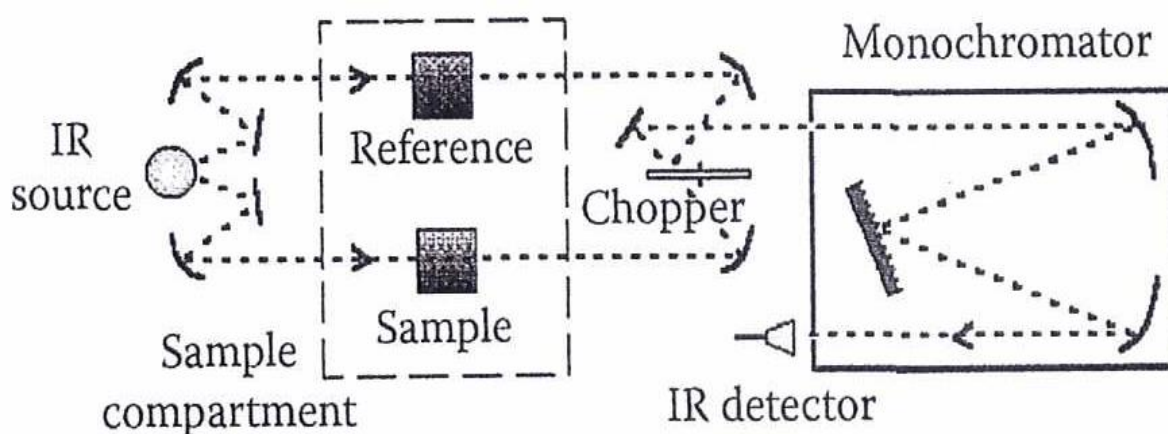 Monochromator
IR
source
Reference
Chopper
Sample
Sample
compartment
IR detector